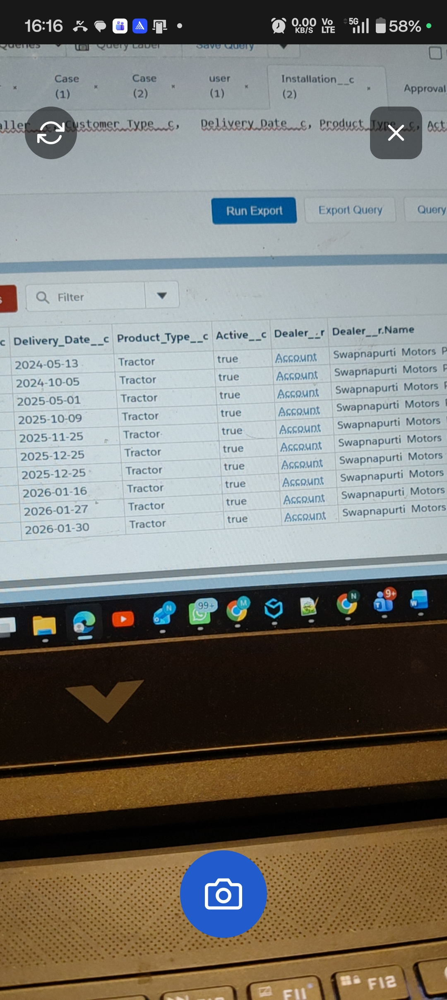 16:16 0.00 KB/S Vo LTE 5G 58%
Queries Query Label Save Query
Case (1) Case (2) user (1) Installation__c (2) Approval
Customer_Type__c, Delivery_Date__c, Product_Type__c, Act
Run Export Export Query Query
Filter
c Delivery_Date__c Product_Type__c Active__c Dealer__r Dealer__r.Name
2024-05-13 Tractor true Account Swapnapurti Motors P
2024-10-05 Tractor true Account Swapnapurti Motors P
2025-05-01 Tractor true Account Swapnapurti Motors
2025-10-09 Tractor true Account Swapnapurti Motors
2025-11-25 Tractor true Account Swapnapurti Motors
2025-12-25 Tractor true Account Swapnapurti Motors
2025-12-25 Tractor true Account Swapnapurti Motors
2026-01-16 Tractor true Account Swapnapurti Motors
2026-01-27 Tractor true Account Swapnapurti Motors
2026-01-30 Tractor true Account Swapnapurti Motors
N 99+ M N 9+ T W
F11 F12